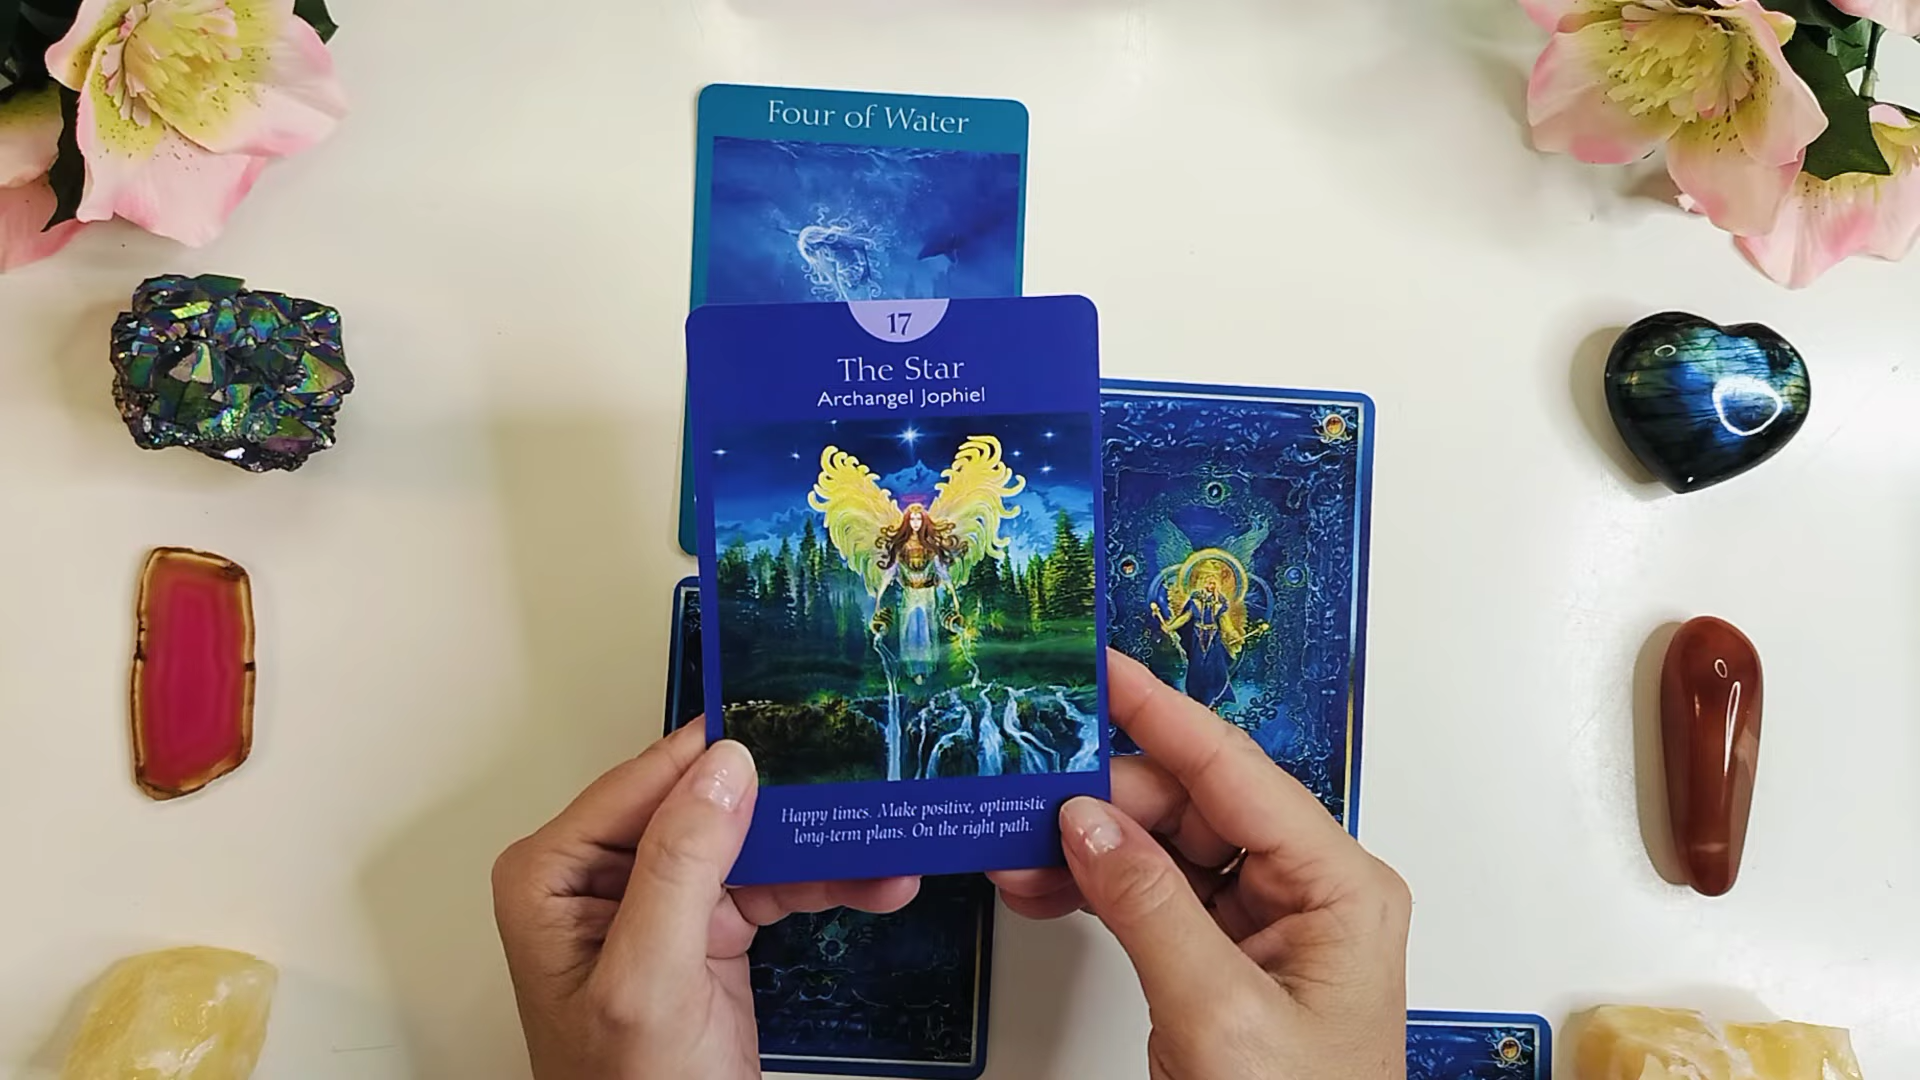 Four of Water
17
The Star
Archangel Jophiel
Happy times. Make positive, optimistic
long-term plans. On the right path.